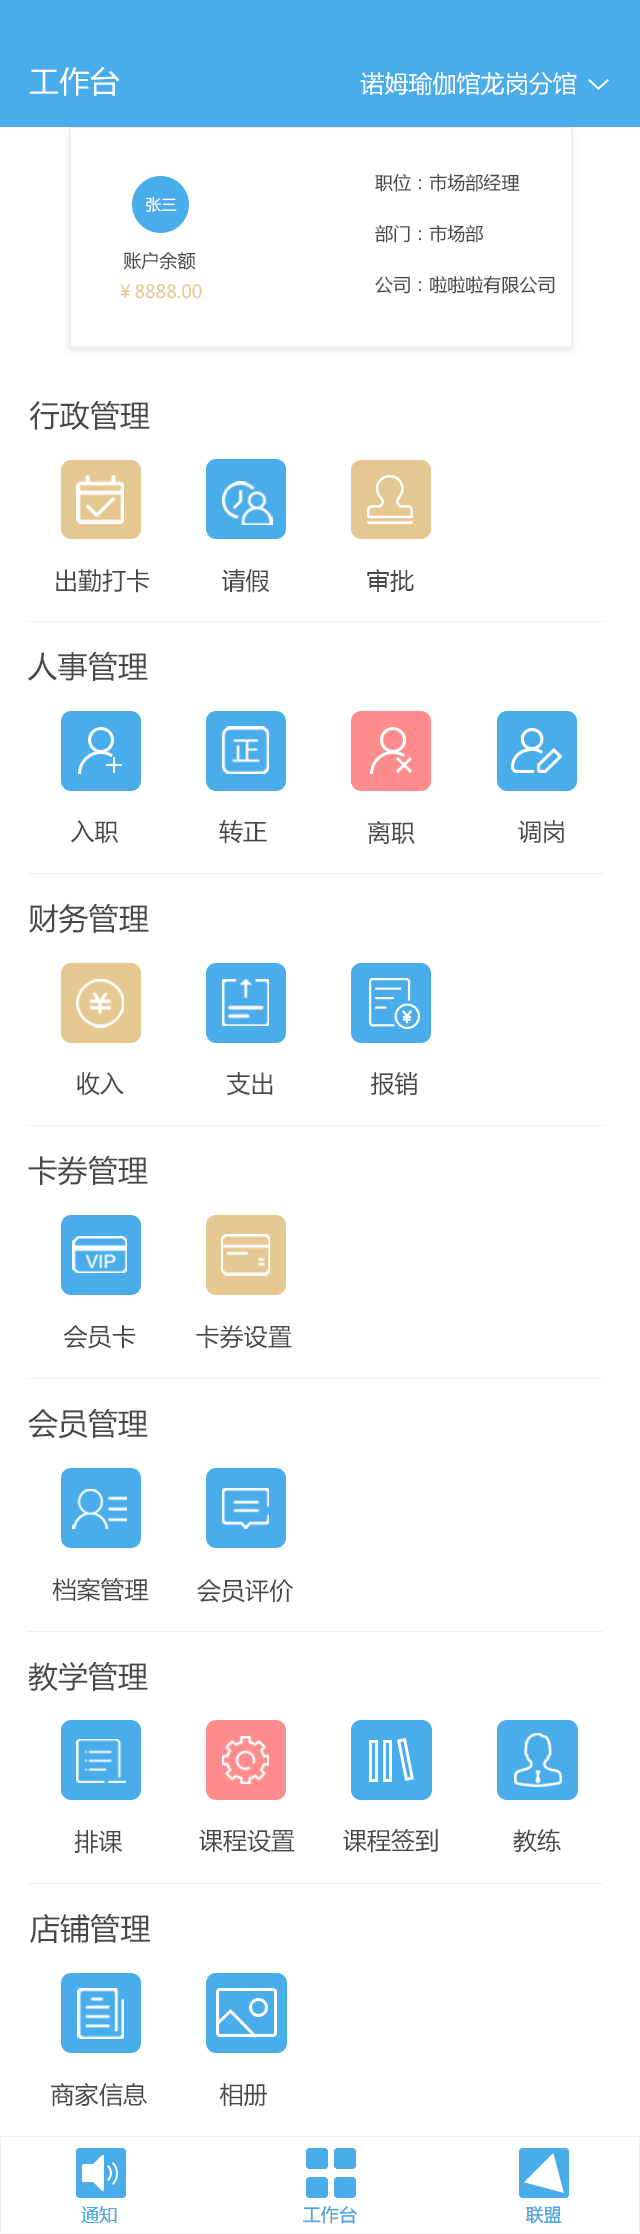 工作台
诺姆瑜伽馆龙岗分馆
张三
账户余额
¥ 8888.00
职位：市场部经理
部门：市场部
公司：啦啦啦有限公司
行政管理
出勤打卡 请假 审批
人事管理
正
入职 转正 离职 调岗
财务管理
¥ ¥
收入 支出 报销
卡券管理
VIP
会员卡 卡券设置
会员管理
档案管理 会员评价
教学管理
排课 课程设置 课程签到 教练
店铺管理
商家信息 相册
通知 工作台 联盟